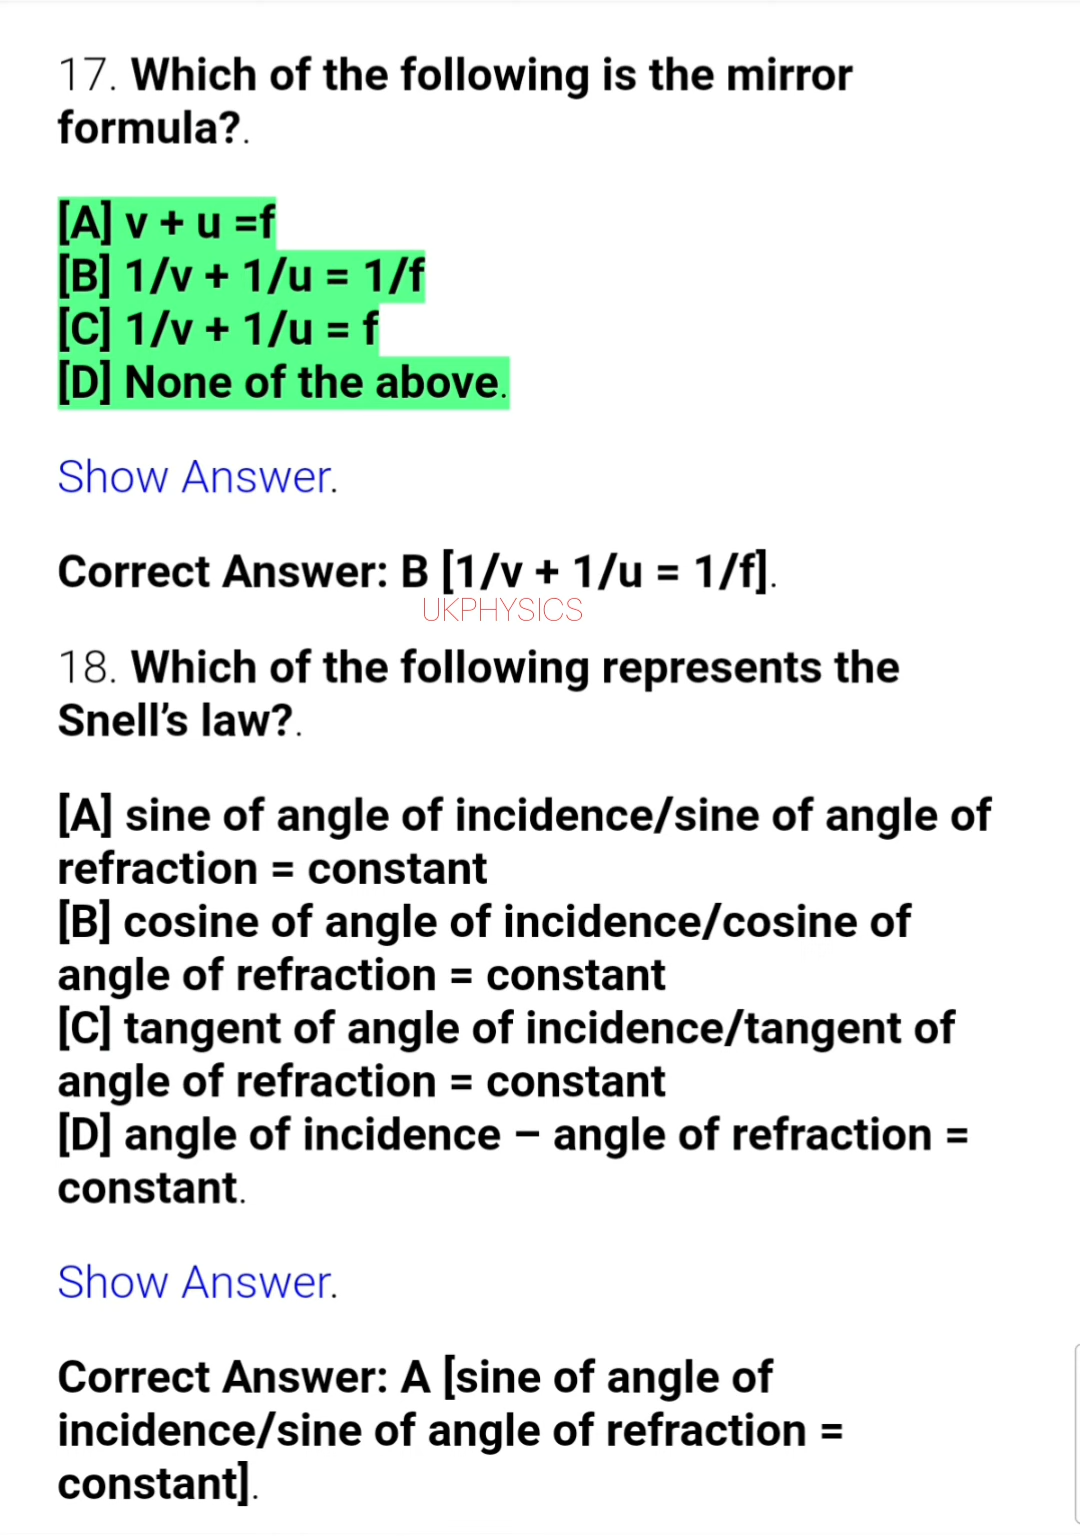 17. Which of the following is the mirror
formula?.
[A] v + u =f
[B] 1/v + 1/u = 1/f
[C] 1/v + 1/u = f
[D] None of the above.
Show Answer.
Correct Answer: B [1/v + 1/u = 1/f].
UKPHYSICS
18. Which of the following represents the
Snell’s law?.
[A] sine of angle of incidence/sine of angle of
refraction = constant
[B] cosine of angle of incidence/cosine of
angle of refraction = constant
[C] tangent of angle of incidence/tangent of
angle of refraction = constant
[D] angle of incidence – angle of refraction =
constant.
Show Answer.
Correct Answer: A [sine of angle of
incidence/sine of angle of refraction =
constant].